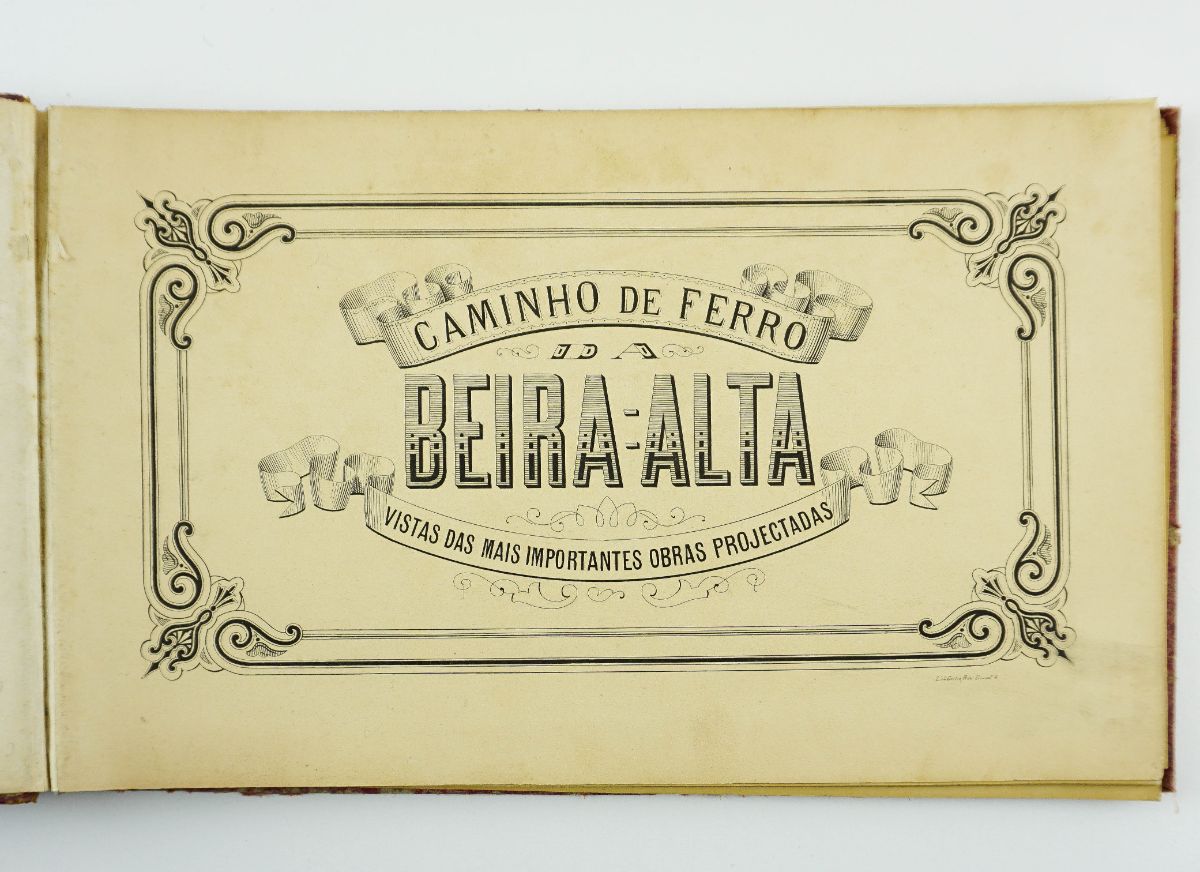 CAMINHO DE FERRO
DA
BEIRA=ALTA
VISTAS DAS MAIS IMPORTANTES OBRAS PROJECTADAS